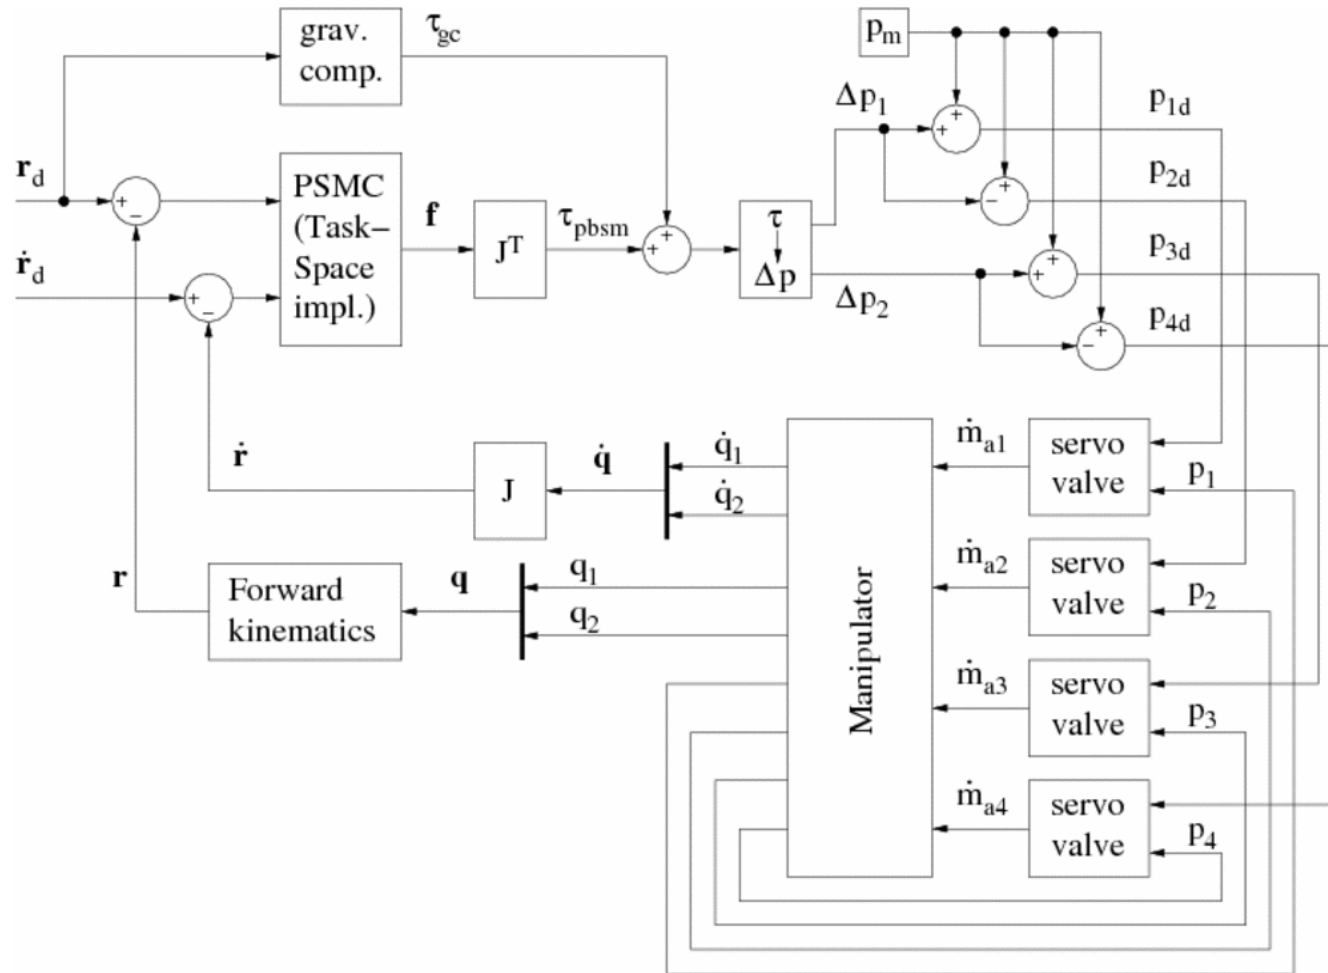 grav.
comp.
τgc
pm
Δp1
p1d
rd
PSMC
(Task–
Space
impl.)
f
Jᵀ
τpbsm
τ
Δp
p2d
ṙd
Δp2
p3d
p4d
+
−
+
−
+
+
+
+
−
+
+
+
−
+
ṙ
J
q̇
q̇1
q̇2
Manipulator
ṁa1
servo
valve
p1
r
Forward
kinematics
q
q1
q2
ṁa2
servo
valve
p2
ṁa3
servo
valve
p3
ṁa4
servo
valve
p4